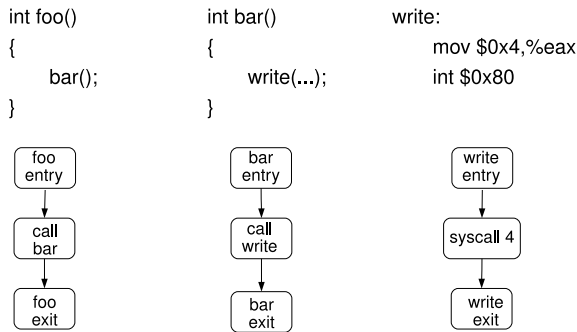 int foo()
{
bar();
}
int bar()
{
write(...);
}
write:
mov $0x4,%eax
int $0x80
foo
entry
call
bar
foo
exit
bar
entry
call
write
bar
exit
write
entry
syscall 4
write
exit